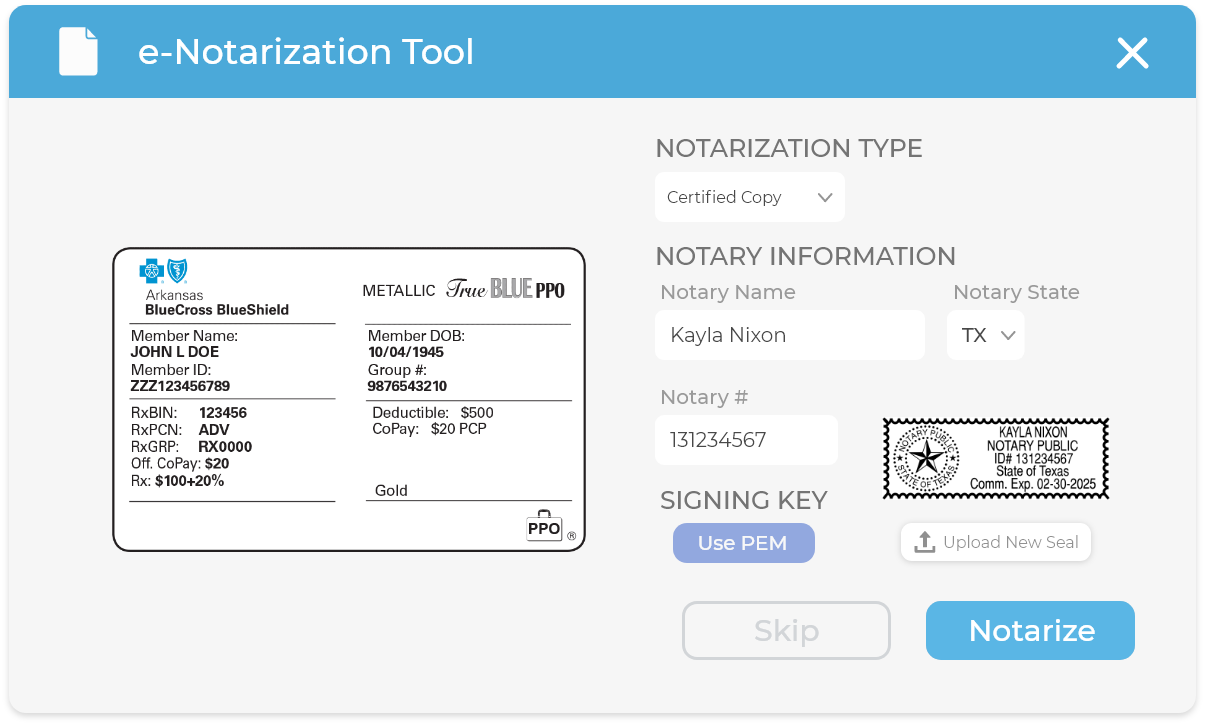 e-Notarization Tool
Arkansas
BlueCross BlueShield
METALLIC True BLUE PPO
Member Name:
JOHN L DOE
Member ID:
ZZZ123456789
Member DOB:
10/04/1945
Group #:
9876543210
RxBIN: 123456
RxPCN: ADV
RxGRP: RX0000
Off. CoPay: $20
Rx: $100+20%
Deductible: $500
CoPay: $20 PCP
Gold
PPO ®
NOTARIZATION TYPE
Certified Copy
NOTARY INFORMATION
Notary Name
Kayla Nixon
Notary State
TX
Notary #
131234567
NOTARY PUBLIC
STATE OF TEXAS
KAYLA NIXON
NOTARY PUBLIC
ID# 131234567
State of Texas
Comm. Exp. 02-30-2025
SIGNING KEY
Use PEM
Upload New Seal
Skip
Notarize